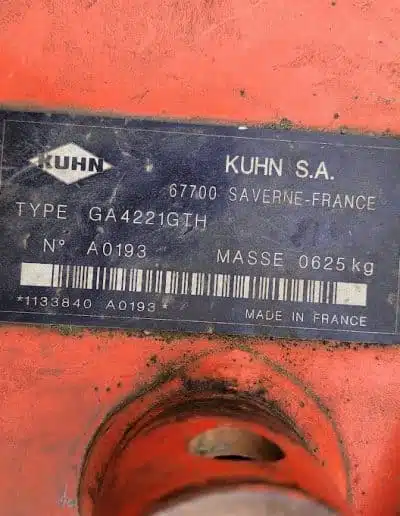 KUHN
KUHN S.A.
67700 SAVERNE-FRANCE
TYPE GA4221GTH
N° A0193 MASSE 0625 kg
*1133840 A0193* MADE IN FRANCE